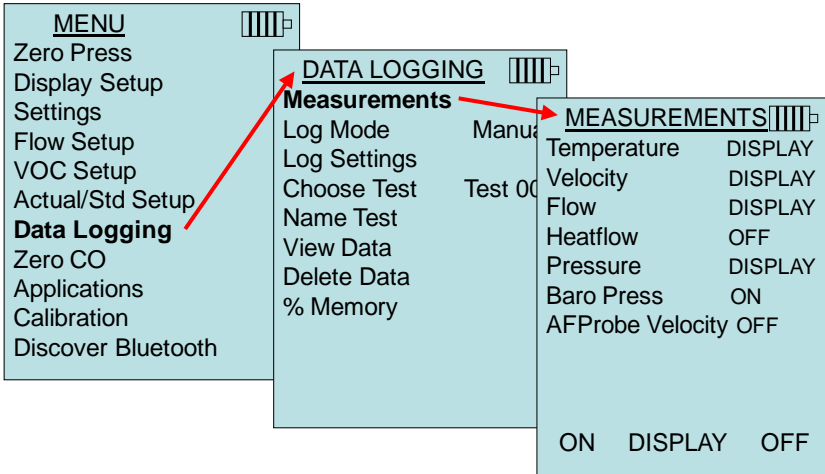 MENU
Zero Press
Display Setup
Settings
Flow Setup
VOC Setup
Actual/Std Setup
Data Logging
Zero CO
Applications
Calibration
Discover Bluetooth
DATA LOGGING
Measurements
Log Mode
Log Settings
Choose Test Test
Name Test
View Data
Delete Data
% Memory
MEASUREMENTS
Temperature DISPLAY
Velocity DISPLAY
Flow DISPLAY
Heatflow OFF
Pressure DISPLAY
Baro Press ON
AFProbe Velocity OFF
ON DISPLAY OFF